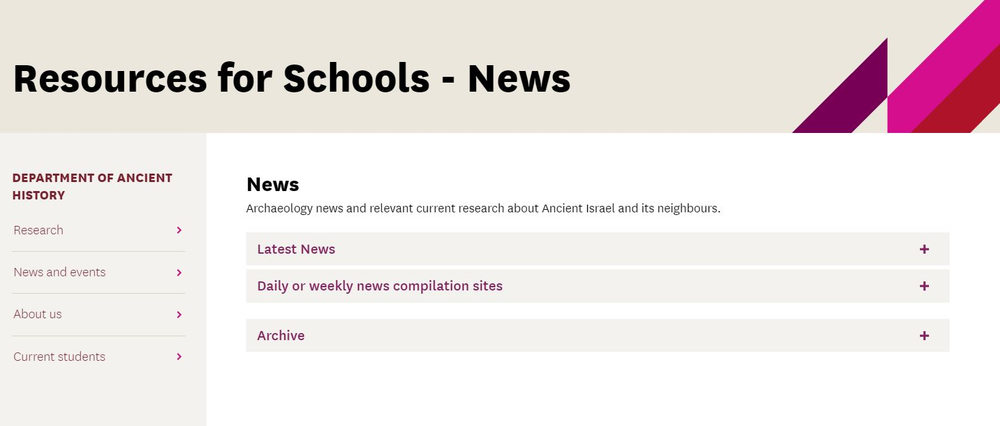 Resources for Schools - News
DEPARTMENT OF ANCIENT
HISTORY
Research
News and events
About us
Current students
News
Archaeology news and relevant current research about Ancient Israel and its neighbours.
Latest News
Daily or weekly news compilation sites
Archive